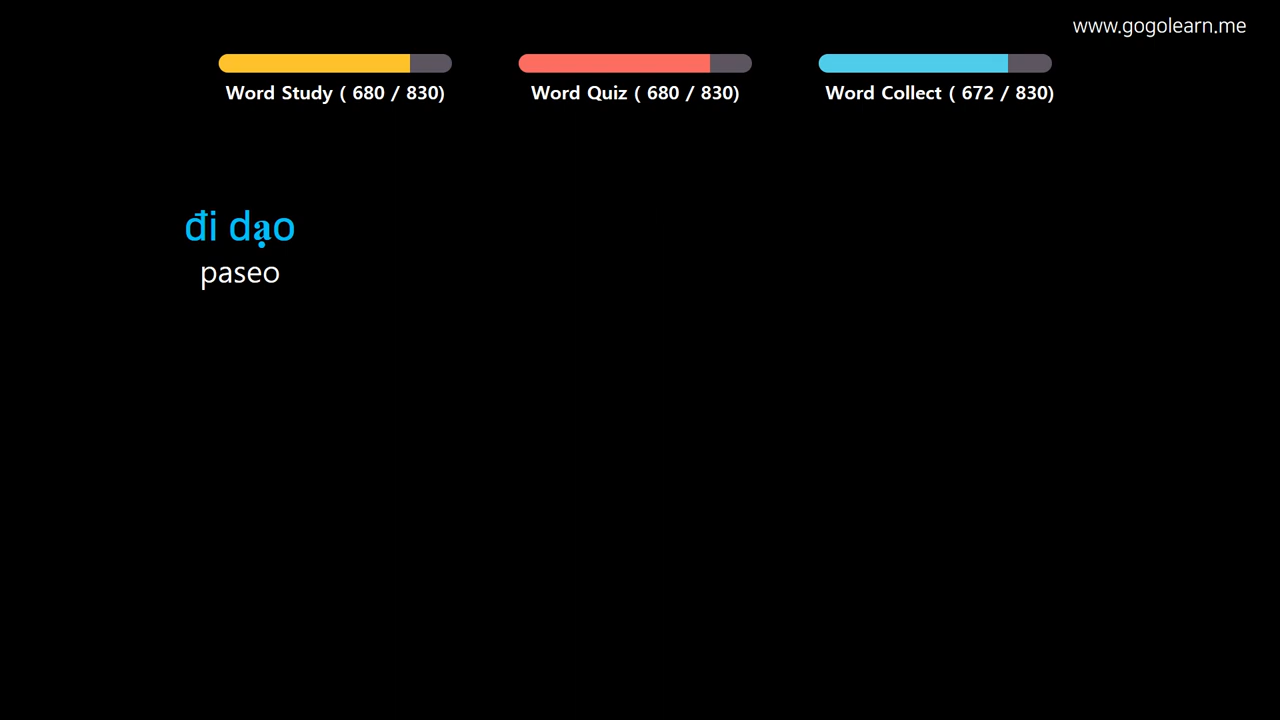 www.gogolearn.me
Word Study ( 680 / 830)
Word Quiz ( 680 / 830)
Word Collect ( 672 / 830)
đi dạo
paseo